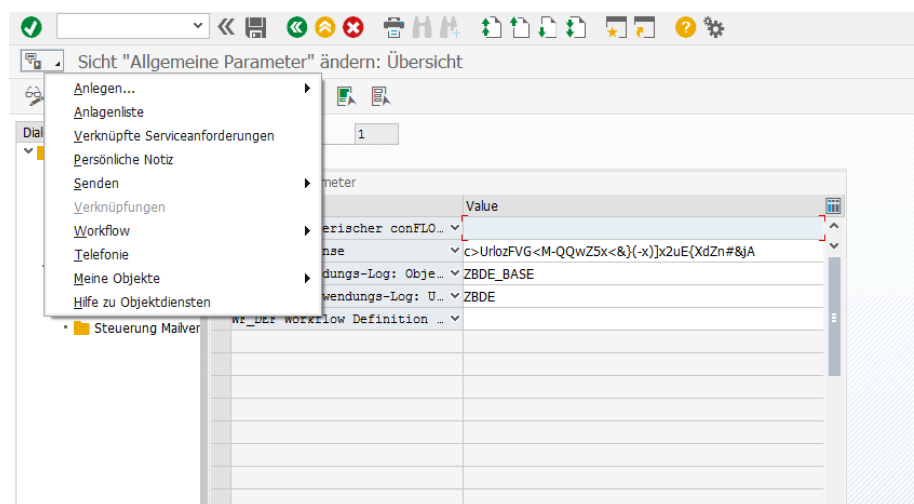 Sicht "Allgemeine Parameter" ändern: Übersicht
Anlegen...
Anlagenliste
Verknüpfte Serviceanforderungen
Persönliche Notiz
Senden
Verknüpfungen
Workflow
Telefonie
Meine Objekte
Hilfe zu Objektdiensten
Dial
1
meter
Value
erischer conFLO…
nse c>UrlozFVG<M-QQwZ5x<&}{-x)]x2uE{XdZn#&jA
dungs-Log: Obje… ZBDE_BASE
wendungs-Log: U… ZBDE
WF_DEF Workflow Definition …
Steuerung Mailver